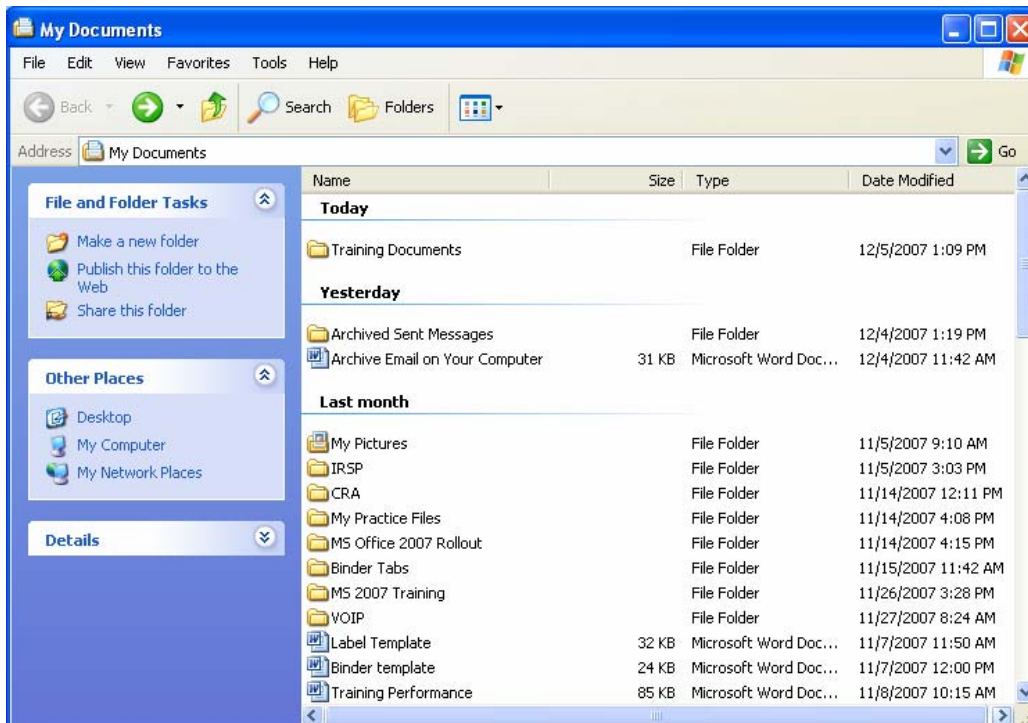 My Documents
File Edit View Favorites Tools Help
Back Search Folders
Address My Documents Go
File and Folder Tasks
Make a new folder
Publish this folder to the
Web
Share this folder
Other Places
Desktop
My Computer
My Network Places
Details
Name Size Type Date Modified
Today
Training Documents File Folder 12/5/2007 1:09 PM
Yesterday
Archived Sent Messages File Folder 12/4/2007 1:19 PM
Archive Email on Your Computer 31 KB Microsoft Word Doc... 12/4/2007 11:42 AM
Last month
My Pictures File Folder 11/5/2007 9:10 AM
IRSP File Folder 11/5/2007 3:03 PM
CRA File Folder 11/14/2007 12:11 PM
My Practice Files File Folder 11/14/2007 4:08 PM
MS Office 2007 Rollout File Folder 11/14/2007 4:15 PM
Binder Tabs File Folder 11/15/2007 11:42 AM
MS 2007 Training File Folder 11/26/2007 3:28 PM
VOIP File Folder 11/27/2007 8:24 AM
Label Template 32 KB Microsoft Word Doc... 11/7/2007 11:50 AM
Binder template 24 KB Microsoft Word Doc... 11/7/2007 12:00 PM
Training Performance 85 KB Microsoft Word Doc... 11/8/2007 10:15 AM